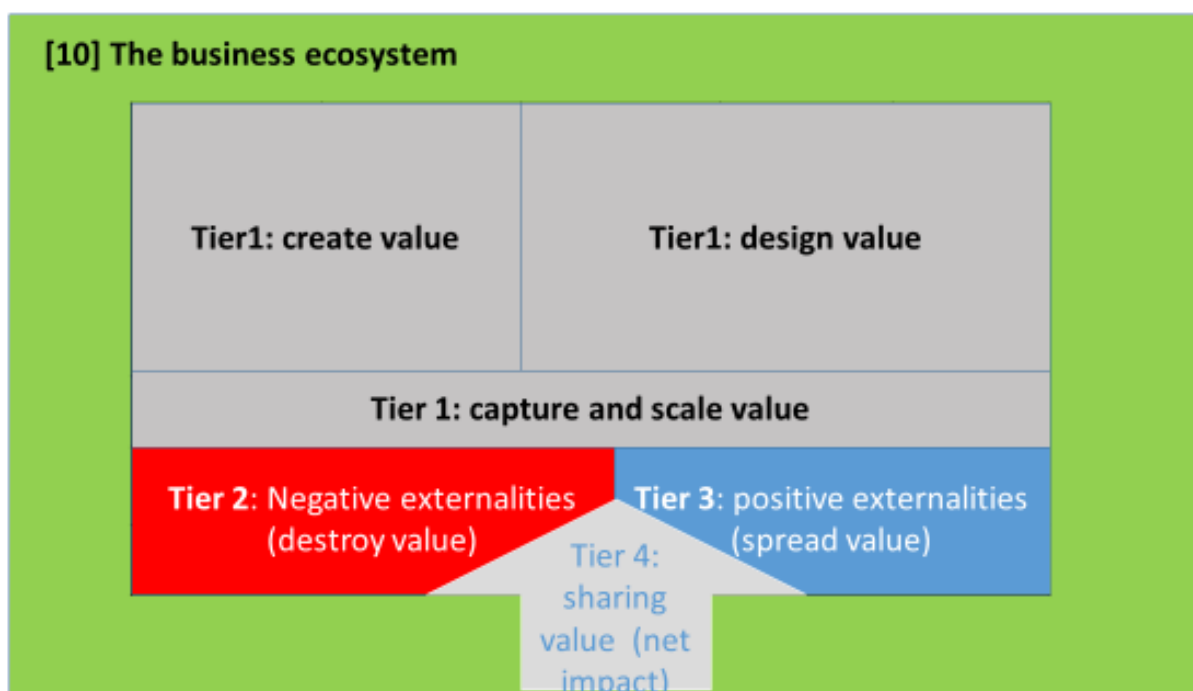 [10] The business ecosystem
Tier1: create value
Tier1: design value
Tier 1: capture and scale value
Tier 2: Negative externalities
(destroy value)
Tier 3: positive externalities
(spread value)
Tier 4:
sharing
value (net
impact)